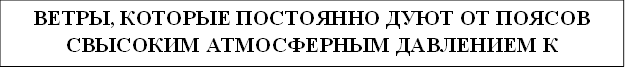 ВЕТРЫ, КОТОРЫЕ ПОСТОЯННО ДУЮТ ОТ ПОЯСОВ
СВЫСОКИМ АТМОСФЕРНЫМ ДАВЛЕНИЕМ К